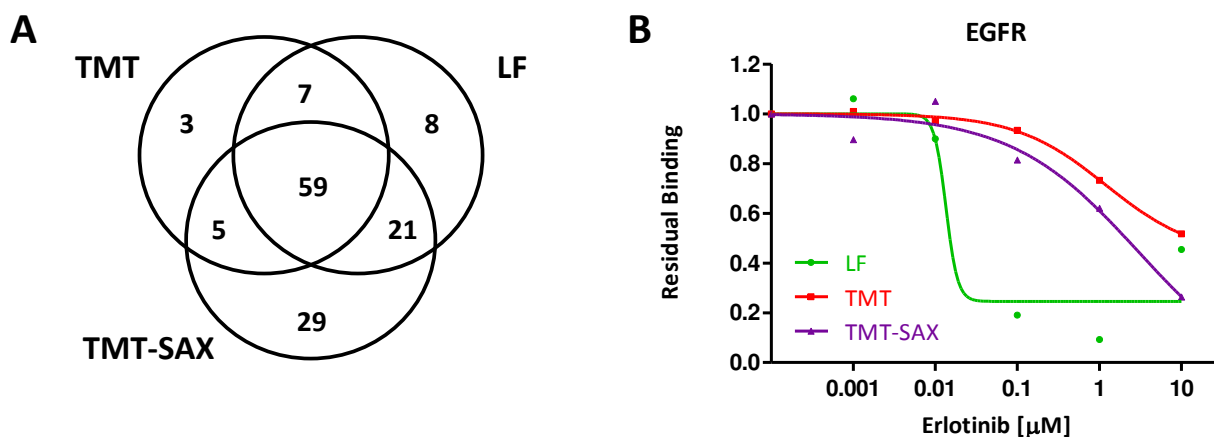 A
TMT
LF
7
3
8
59
5
21
29
TMT-SAX
B
EGFR
Residual Binding
1.2
1.0
0.8
0.6
0.4
0.2
0.0
LF
TMT
TMT-SAX
0.001 0.01 0.1 1 10
Erlotinib [μM]